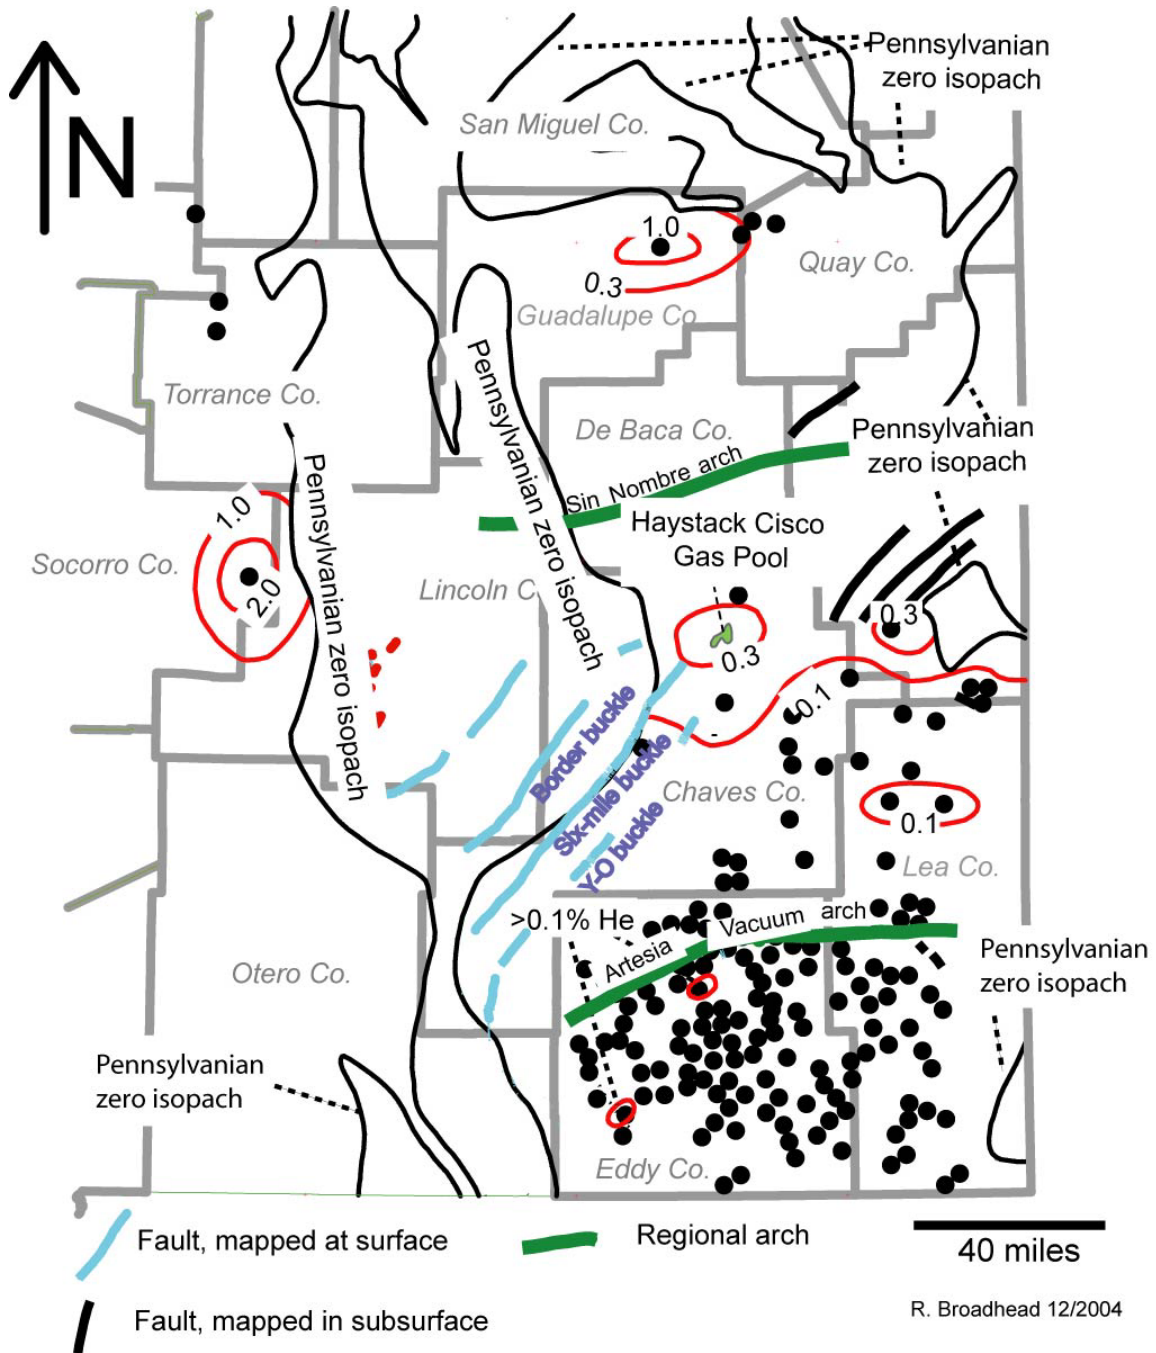 Pennsylvanian
zero isopach
San Miguel Co.
N
1.0
Quay Co.
0.3
Guadalupe Co
Torrance Co.
Pennsylvanian zero isopach
De Baca Co.
Pennsylvanian
zero isopach
Sin Nombre arch
Pennsylvanian zero isopach
1.0
Haystack Cisco
Gas Pool
Socorro Co.
2.0
Lincoln C
0.3
0.3
0.1
Border buckle
Six-mile buckle
Y-O buckle
Chaves Co.
0.1
Lea Co.
>0.1% He
Vacuum arch
Artesia
Pennsylvanian
zero isopach
Otero Co.
Pennsylvanian
zero isopach
Eddy Co.
Fault, mapped at surface
Regional arch
40 miles
Fault, mapped in subsurface
R. Broadhead 12/2004